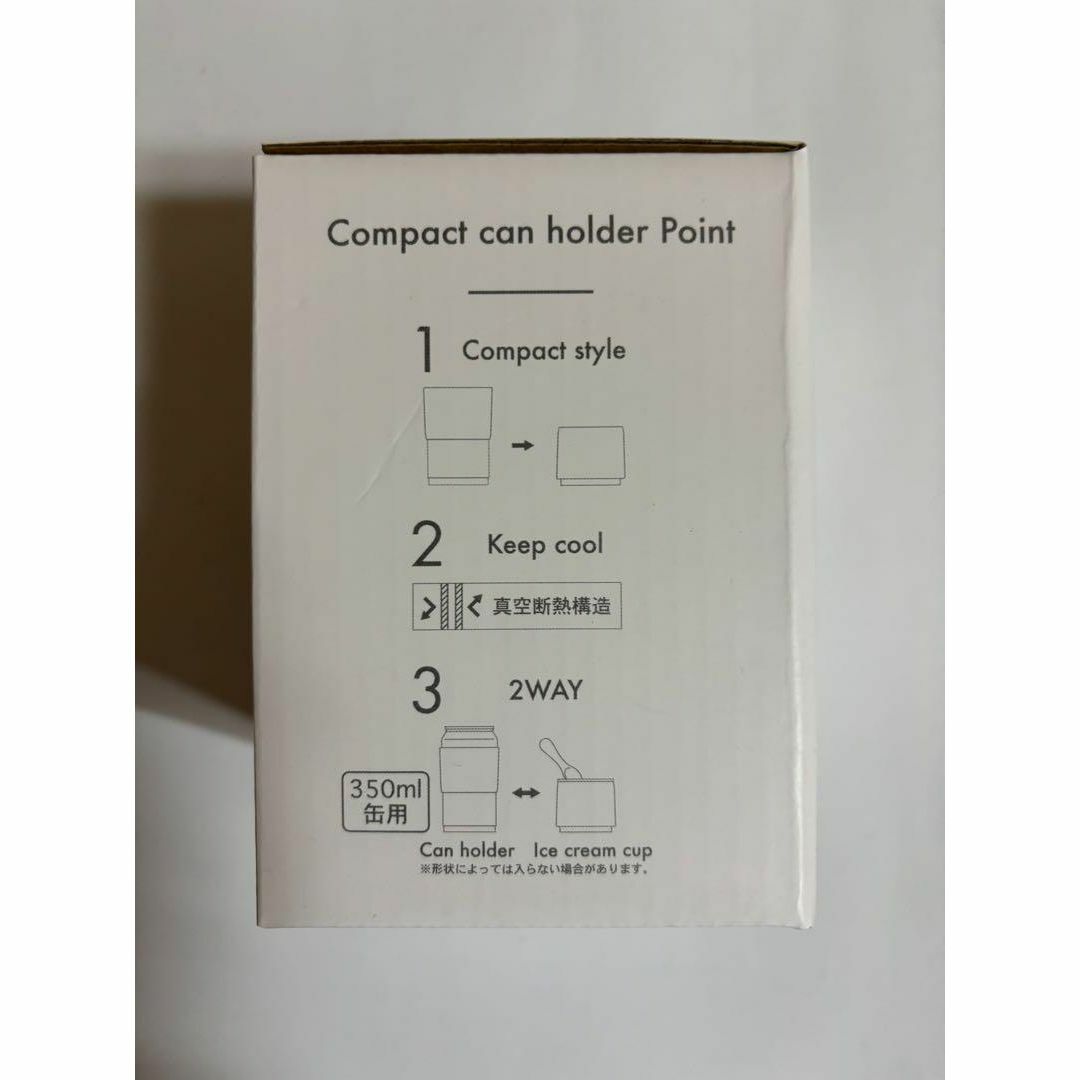 Compact can holder Point
1 Compact style
2 Keep cool
真空断熱構造
3 2WAY
350ml
缶用
Can holder Ice cream cup
※形状によっては入らない場合があります。